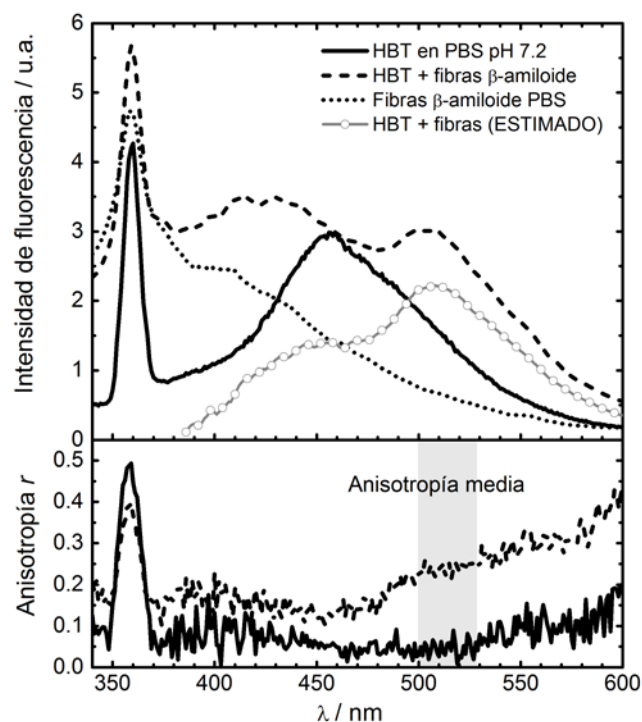 Intensidad de fluorescencia / u.a.
6
5
4
3
2
1
0
HBT en PBS pH 7.2
HBT + fibras β-amiloide
Fibras β-amiloide PBS
HBT + fibras (ESTIMADO)
Anisotropía r
0.5
0.4
0.3
0.2
0.1
0.0
Anisotropía media
350 400 450 500 550 600
λ / nm